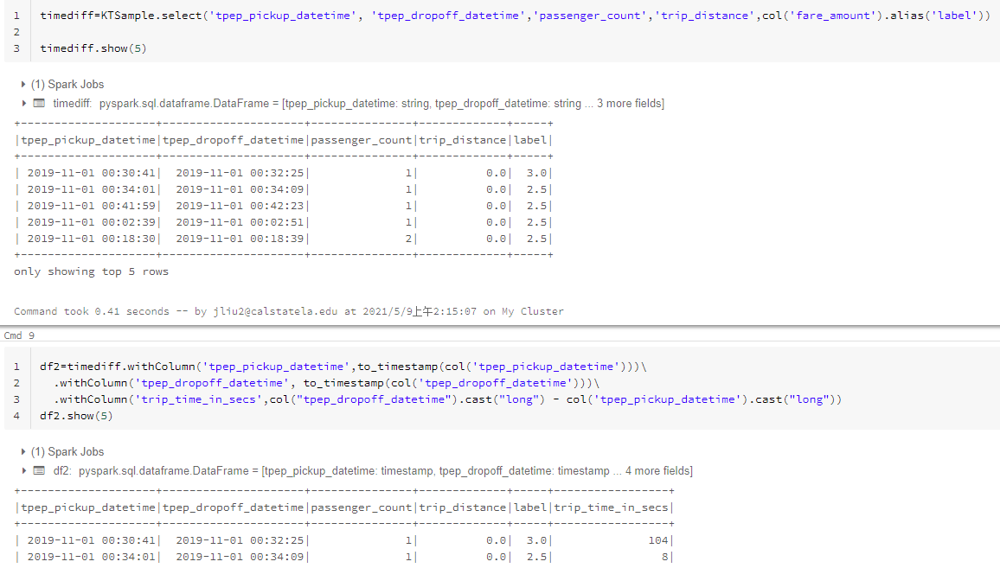 1 timediff=KTSample.select('tpep_pickup_datetime', 'tpep_dropoff_datetime','passenger_count','trip_distance',col('fare_amount').alias('label'))
2
3 timediff.show(5)
(1) Spark Jobs
timediff: pyspark.sql.dataframe.DataFrame = [tpep_pickup_datetime: string, tpep_dropoff_datetime: string ... 3 more fields]
+--------------------+---------------------+---------------+-------------+-----+
|tpep_pickup_datetime|tpep_dropoff_datetime|passenger_count|trip_distance|label|
+--------------------+---------------------+---------------+-------------+-----+
| 2019-11-01 00:30:41|  2019-11-01 00:32:25|              1|          0.0|  3.0|
| 2019-11-01 00:34:01|  2019-11-01 00:34:09|              1|          0.0|  2.5|
| 2019-11-01 00:41:59|  2019-11-01 00:42:23|              1|          0.0|  2.5|
| 2019-11-01 00:02:39|  2019-11-01 00:02:51|              1|          0.0|  2.5|
| 2019-11-01 00:18:30|  2019-11-01 00:18:39|              2|          0.0|  2.5|
+--------------------+---------------------+---------------+-------------+-----+
only showing top 5 rows
Command took 0.41 seconds -- by jliu2@calstatela.edu at 2021/5/9上午2:15:07 on My Cluster
Cmd 9
1 df2=timediff.withColumn('tpep_pickup_datetime',to_timestamp(col('tpep_pickup_datetime')))\
2 .withColumn('tpep_dropoff_datetime', to_timestamp(col('tpep_dropoff_datetime')))\
3 .withColumn('trip_time_in_secs',col("tpep_dropoff_datetime").cast("long") - col('tpep_pickup_datetime').cast("long"))
4 df2.show(5)
(1) Spark Jobs
df2: pyspark.sql.dataframe.DataFrame = [tpep_pickup_datetime: timestamp, tpep_dropoff_datetime: timestamp ... 4 more fields]
+--------------------+---------------------+---------------+-------------+-----+-----------------+
|tpep_pickup_datetime|tpep_dropoff_datetime|passenger_count|trip_distance|label|trip_time_in_secs|
+--------------------+---------------------+---------------+-------------+-----+-----------------+
| 2019-11-01 00:30:41|  2019-11-01 00:32:25|              1|          0.0|  3.0|              104|
| 2019-11-01 00:34:01|  2019-11-01 00:34:09|              1|          0.0|  2.5|                8|